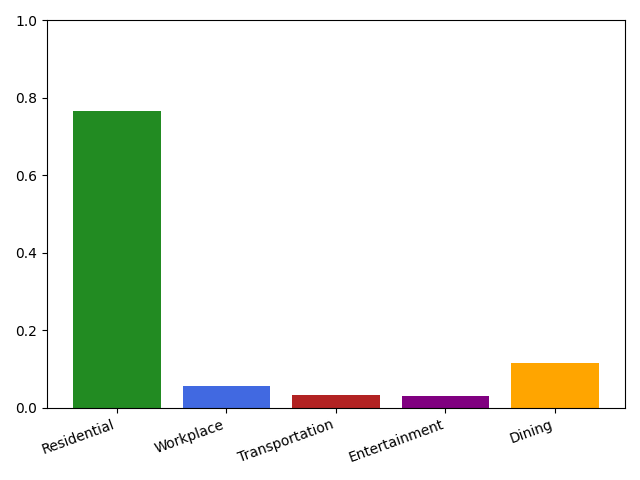 1.0
0.8
0.6
0.4
0.2
0.0
Residential
Workplace
Transportation
Entertainment
Dining